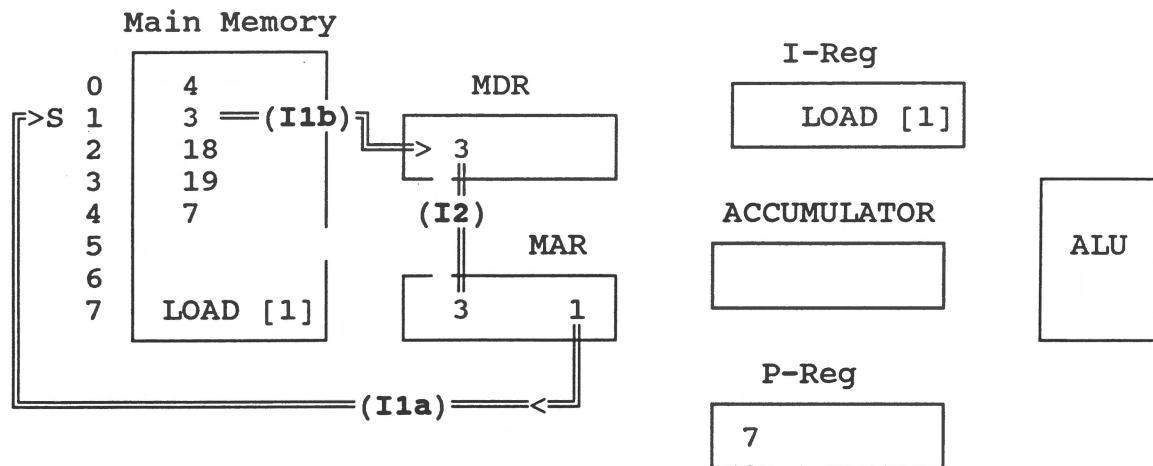 Main Memory
I-Reg
0 4 MDR
>S 1 3 (I1b) LOAD [1]
2 18 > 3
3 19
4 7 (I2) ACCUMULATOR
5 MAR ALU
6
7 LOAD [1] 3 1
P-Reg
(I1a) <
7